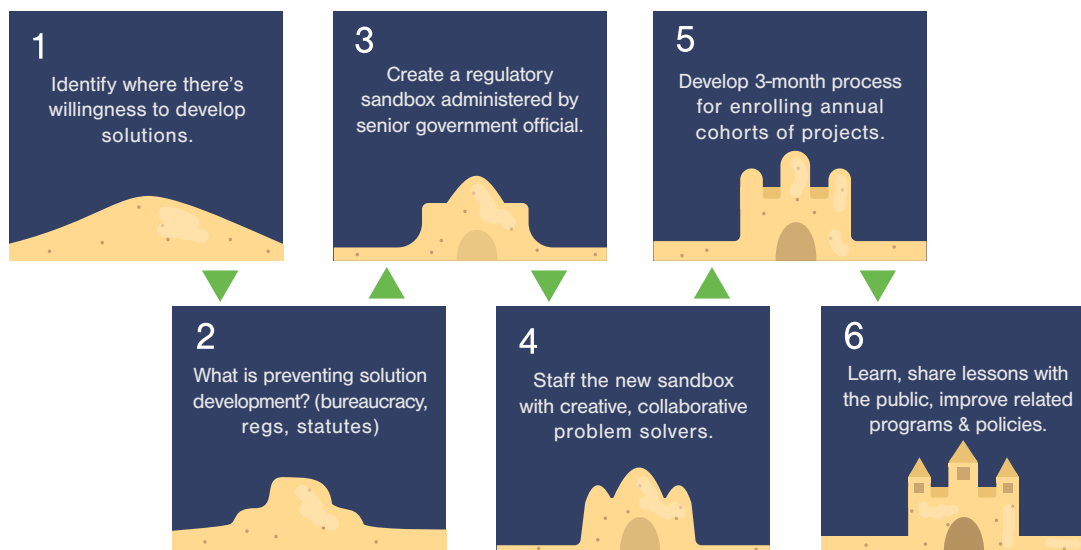 1
Identify where there's
willingness to develop
solutions.
2
What is preventing solution
development? (bureaucracy,
regs, statutes)
3
Create a regulatory
sandbox administered by
senior government official.
4
Staff the new sandbox
with creative, collaborative
problem solvers.
5
Develop 3-month process
for enrolling annual
cohorts of projects.
6
Learn, share lessons with
the public, improve related
programs & policies.